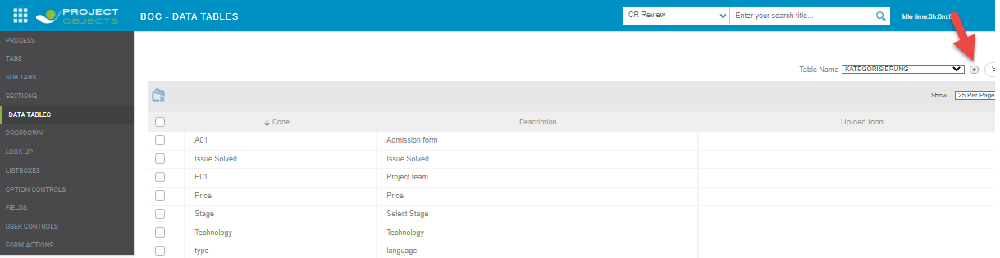 PROJECT
OBJECTS
BOC - DATA TABLES
CR Review
Enter your search title...
Idle time:0h:0m:
PROCESS
TABS
SUB TABS
SECTIONS
DATA TABLES
DROPDOWN
LOOK-UP
LISTBOXES
OPTION CONTROLS
FIELDS
USER CONTROLS
FORM ACTIONS
Table Name KATEGORISIERUNG S
Show 25 Per Page
Code Description Upload Icon
A01 Admission form
Issue Solved Issue Solved
P01 Project team
Price Price
Stage Select Stage
Technology Technology
type language